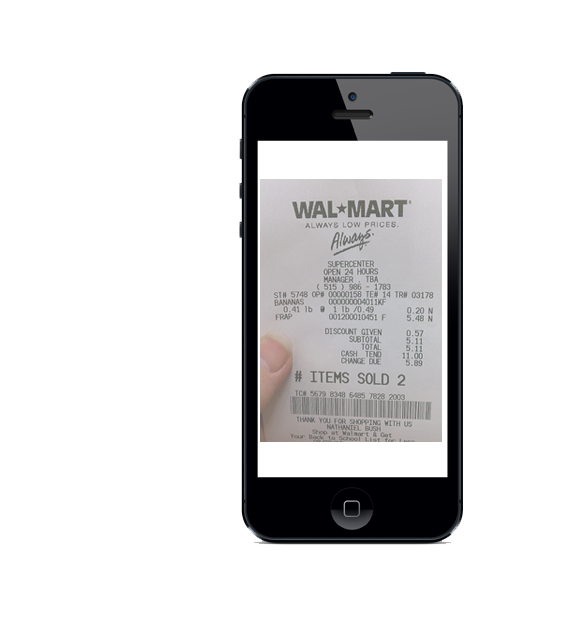 WAL★MART®
ALWAYS LOW PRICES.
Always.
SUPERCENTER
OPEN 24 HOURS
MANAGER . TBA
( 515 ) 986 - 1783
ST# 5748 OP# 00000158 TE# 14 TR# 03178
BANANAS 000000004011KF
0.41 lb @ 1 lb /0.49 0.20 N
FRAP 001200010451 F 5.48 N
DISCOUNT GIVEN 0.57
SUBTOTAL 5.11
TOTAL 5.11
CASH TEND 11.00
CHANGE DUE 5.89
# ITEMS SOLD 2
TC# 5679 8348 6485 7828 2003
THANK YOU FOR SHOPPING WITH US
NATHANIEL BUSH
Shop at Walmart & Get
Your Back to School List for Less